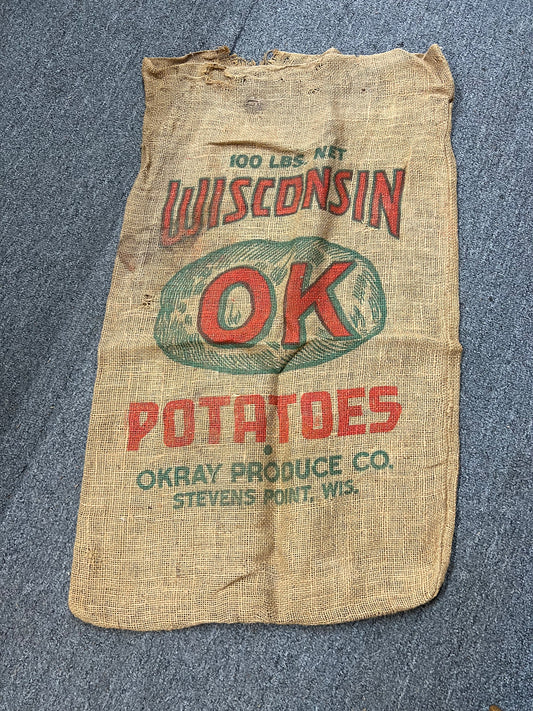 100 LBS. NET
WISCONSIN
OK
POTATOES
OKRAY PRODUCE CO.
STEVENS POINT, WIS.